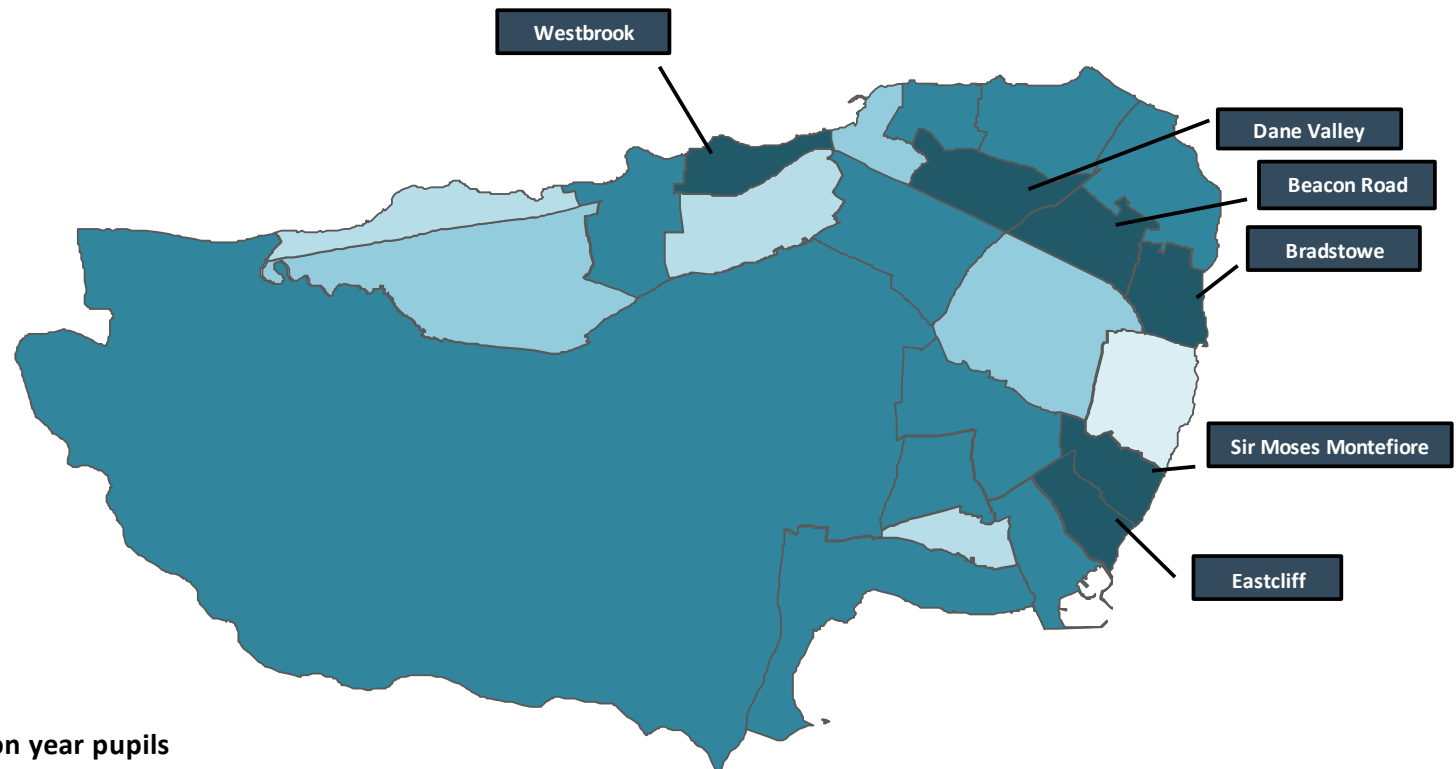 Westbrook
Dane Valley
Beacon Road
Bradstowe
Sir Moses Montefiore
Eastcliff
on year pupils